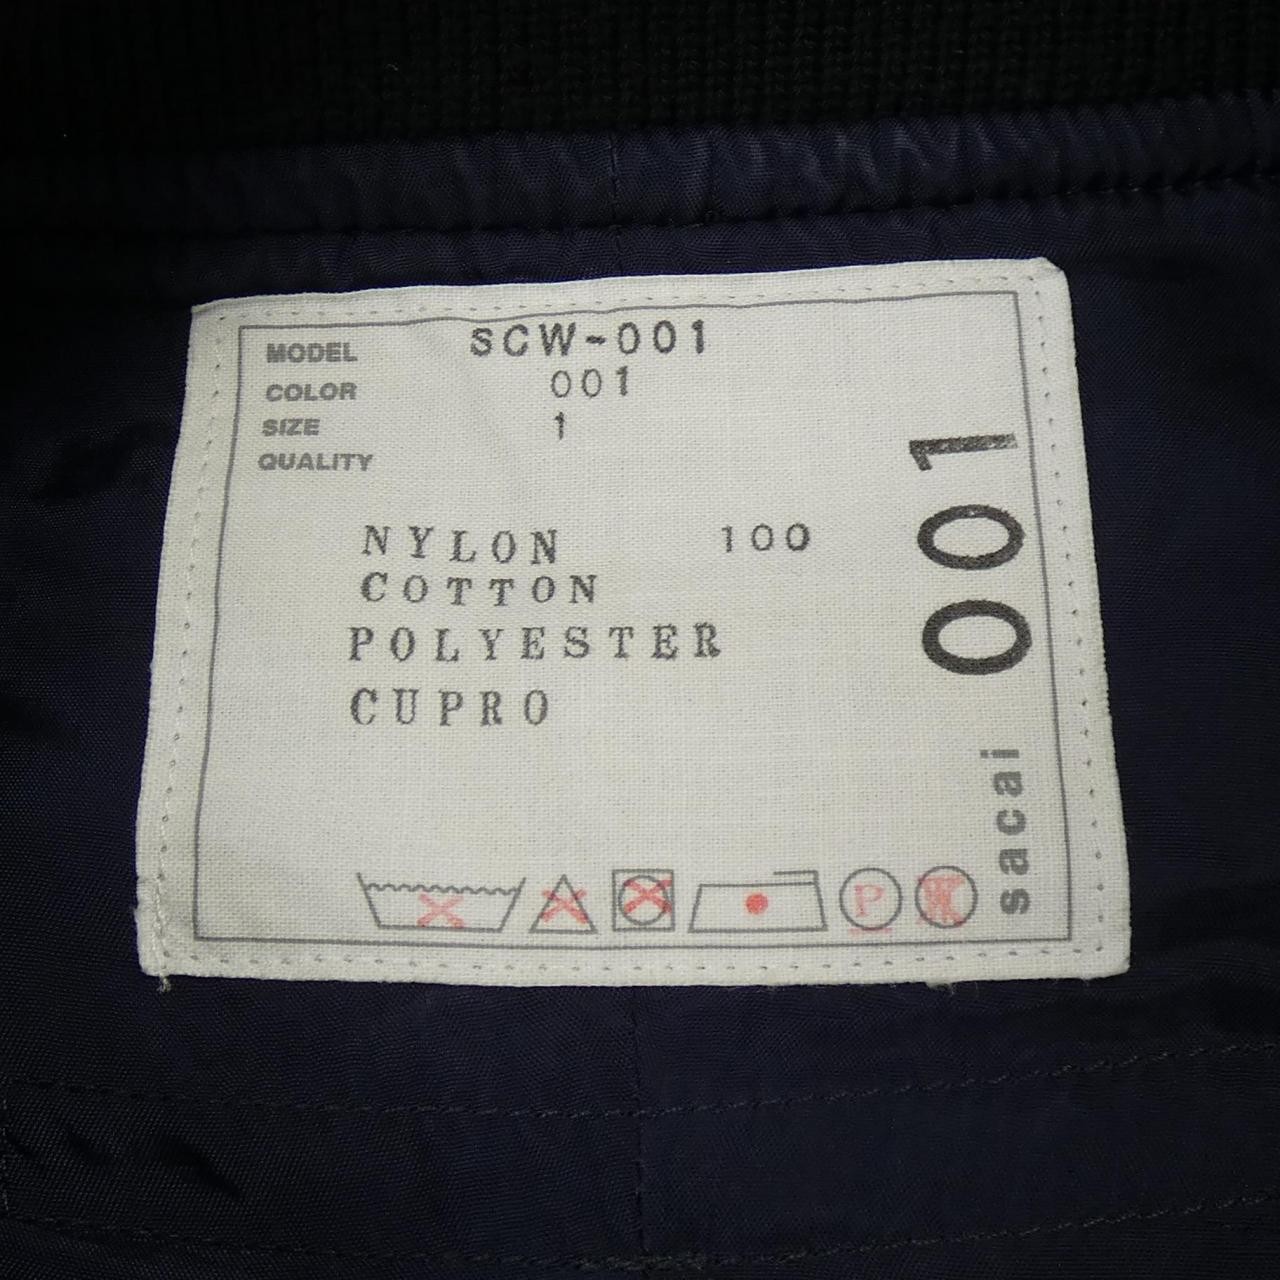 MODEL SCW-001
COLOR 001
SIZE 1
QUALITY
NYLON 100
COTTON
POLYESTER
CUPRO
sacai 001
P
W